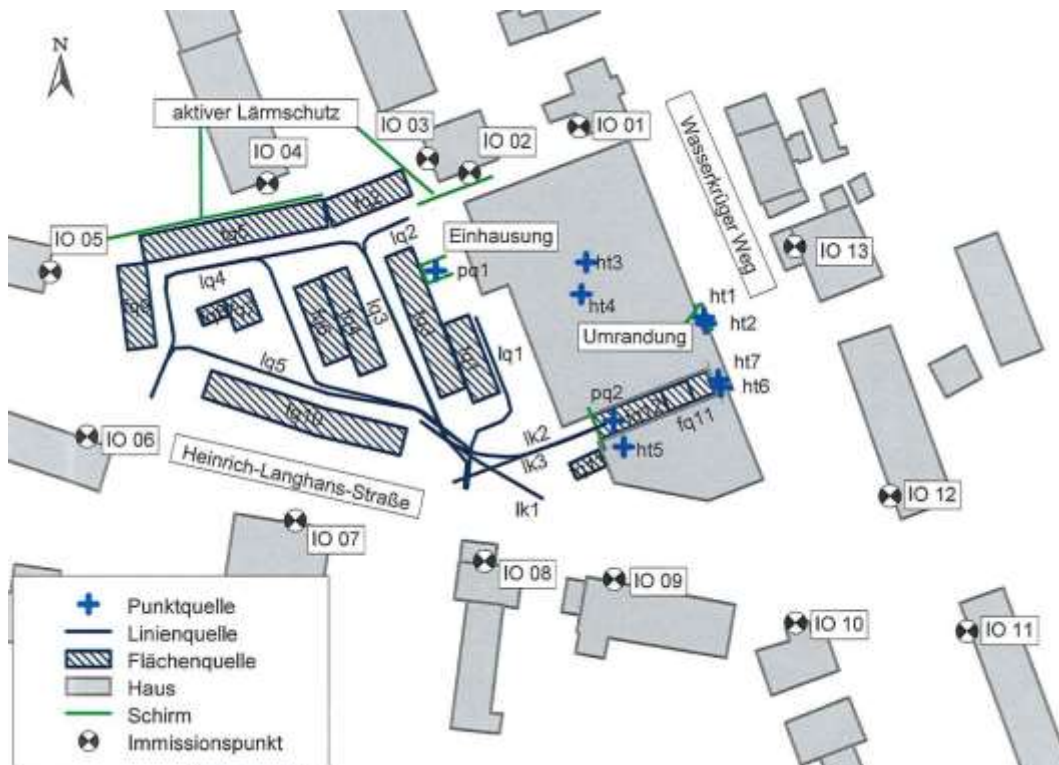 N
aktiver Lärmschutz
IO 03
IO 02
IO 01
IO 04
Wasserkrüger Weg
IO 05
lq2
Einhausung
pq1
ht3
ht4
IO 13
lq4
lq3
lq1
Umrandung
ht1
ht2
ht7
ht6
lq5
fq10
pq2
fq11
lk2
lk3
ht5
IO 06
Heinrich-Langhans-Straße
lk1
IO 12
IO 07
IO 08
IO 09
IO 10
IO 11
Punktquelle
Linienquelle
Flächenquelle
Haus
Schirm
Immissionspunkt